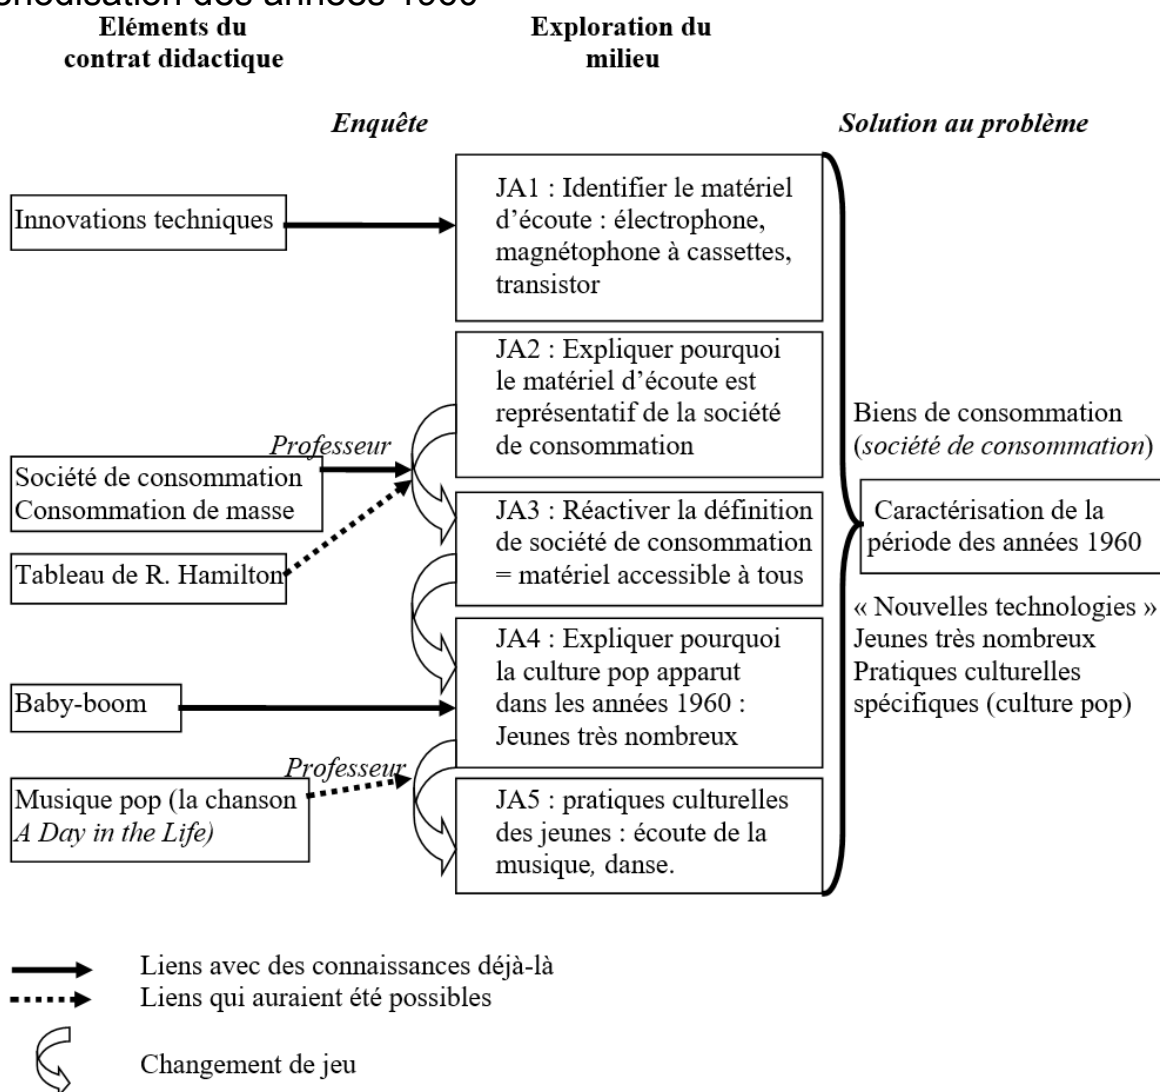 Eléments du
contrat didactique
Exploration du
milieu
Enquête
Solution au problème
Innovations techniques
JA1 : Identifier le matériel
d'écoute : électrophone,
magnétophone à cassettes,
transistor
JA2 : Expliquer pourquoi
le matériel d'écoute est
représentatif de la société
de consommation
Professeur
Société de consommation
Consommation de masse
Tableau de R. Hamilton
JA3 : Réactiver la définition
de société de consommation
= matériel accessible à tous
JA4 : Expliquer pourquoi
la culture pop apparut
dans les années 1960 :
Jeunes très nombreux
Baby-boom
Professeur
Musique pop (la chanson
A Day in the Life)
JA5 : pratiques culturelles
des jeunes : écoute de la
musique, danse.
Biens de consommation
(société de consommation)
Caractérisation de la
période des années 1960
« Nouvelles technologies »
Jeunes très nombreux
Pratiques culturelles
spécifiques (culture pop)
Liens avec des connaissances déjà-là
Liens qui auraient été possibles
Changement de jeu